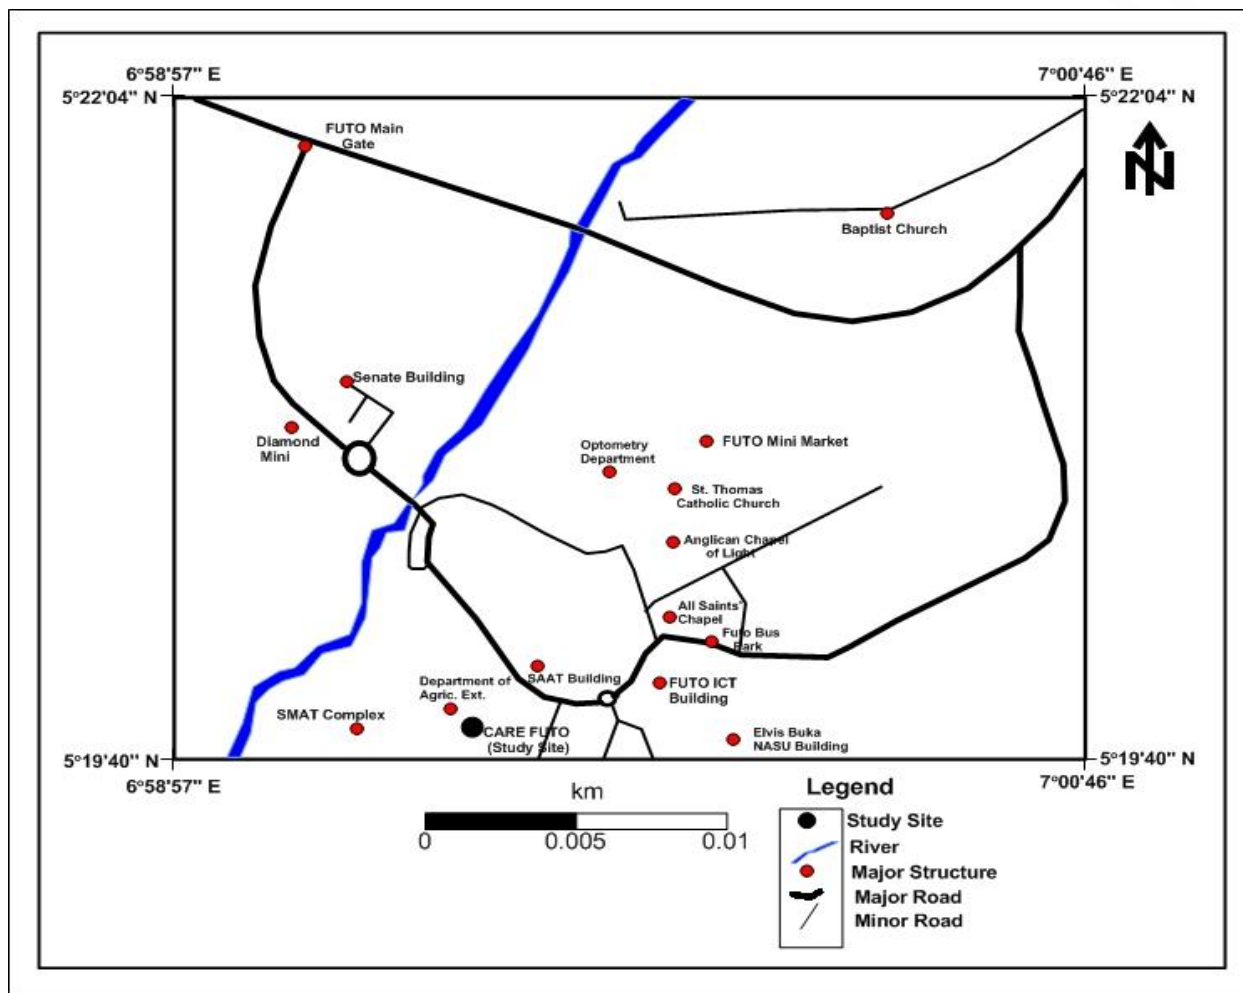 6°58'57" E
7°00'46" E
5°22'04" N
5°22'04" N
FUTO Main
Gate
N
Baptist Church
Senate Building
Diamond
Mini
Optometry
Department
FUTO Mini Market
St. Thomas
Catholic Church
Anglican Chapel
of Light
All Saints'
Chapel
Futo Bus
Park
SAAT Building
Department of
Agric. Ext.
FUTO ICT
Building
SMAT Complex
CARE FUTO
(Study Site)
Elvis Buka
NASU Building
5°19'40" N
5°19'40" N
6°58'57" E
7°00'46" E
km
0 0.005 0.01
Legend
Study Site
River
Major Structure
Major Road
Minor Road